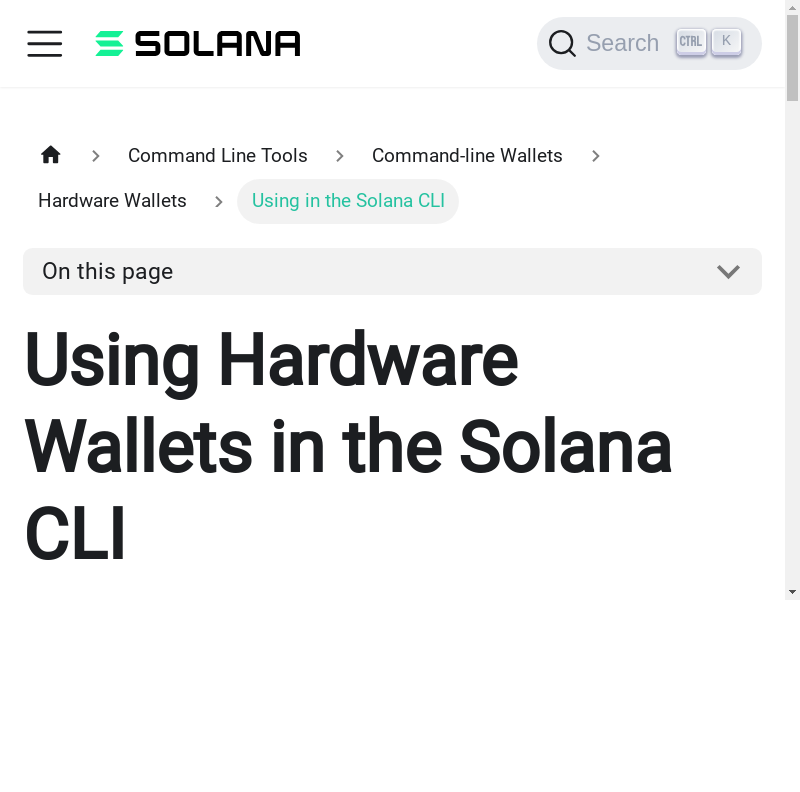 SOLANA
Search CTRL K
Command Line Tools Command-line Wallets
Hardware Wallets Using in the Solana CLI
On this page
Using Hardware
Wallets in the Solana
CLI